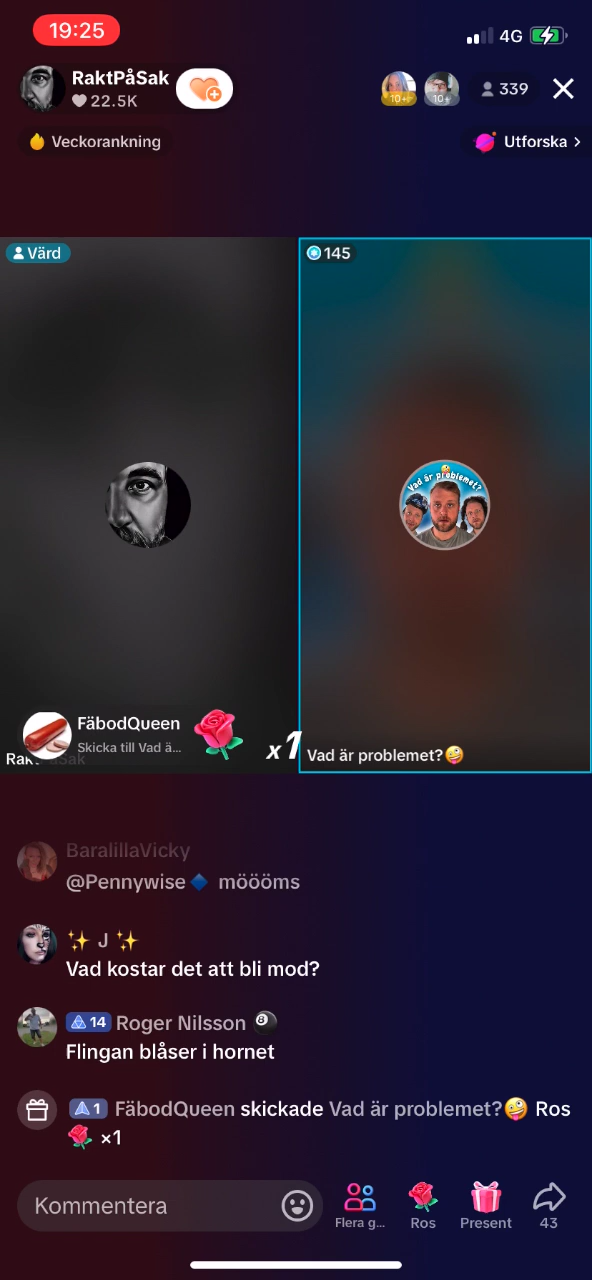 19:25
4G
RaktPåSak
22.5K
10+
10+
339
Veckorankning
Utforska >
Värd
145
Vad är problemet?
FäbodQueen
Skicka till Vad ä...
x1
Vad är problemet?🤪
BaralillaVicky
@Pennywise🔹 möööms
✨ J ✨
Vad kostar det att bli mod?
14 Roger Nilsson 🎱
Flingan blåser i hornet
1 FäbodQueen skickade Vad är problemet?🤪 Ros
🌹 ×1
Kommentera
Flera g...
Ros
Present
43